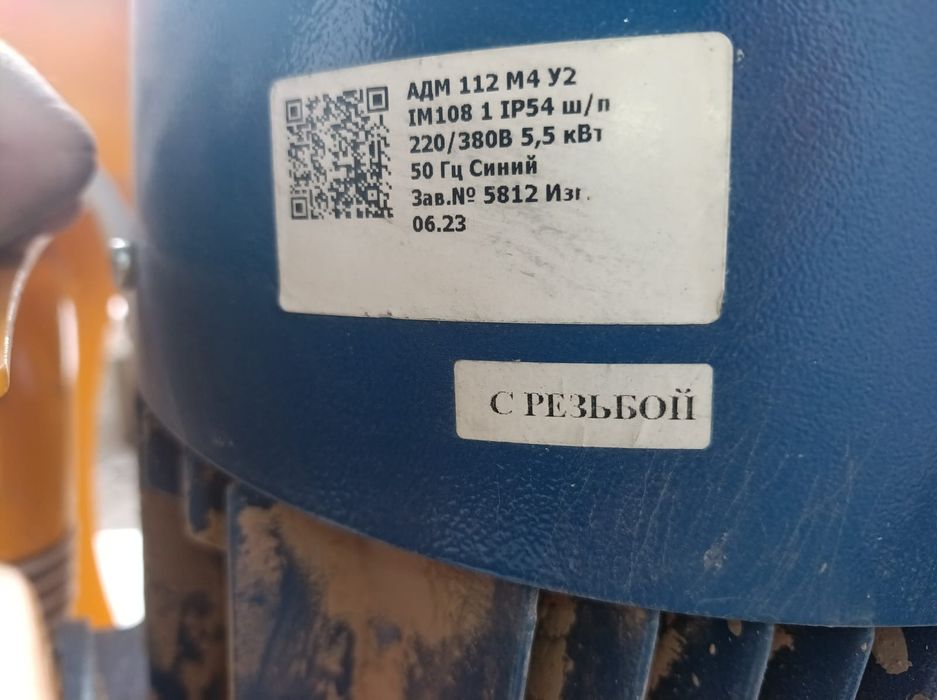 АДМ 112 М4 У2
IM108 1 IP54 ш/п
220/380В 5,5 кВт
50 Гц Синий
Зав.№ 5812 Изг.
06.23
С РЕЗЬБОЙ